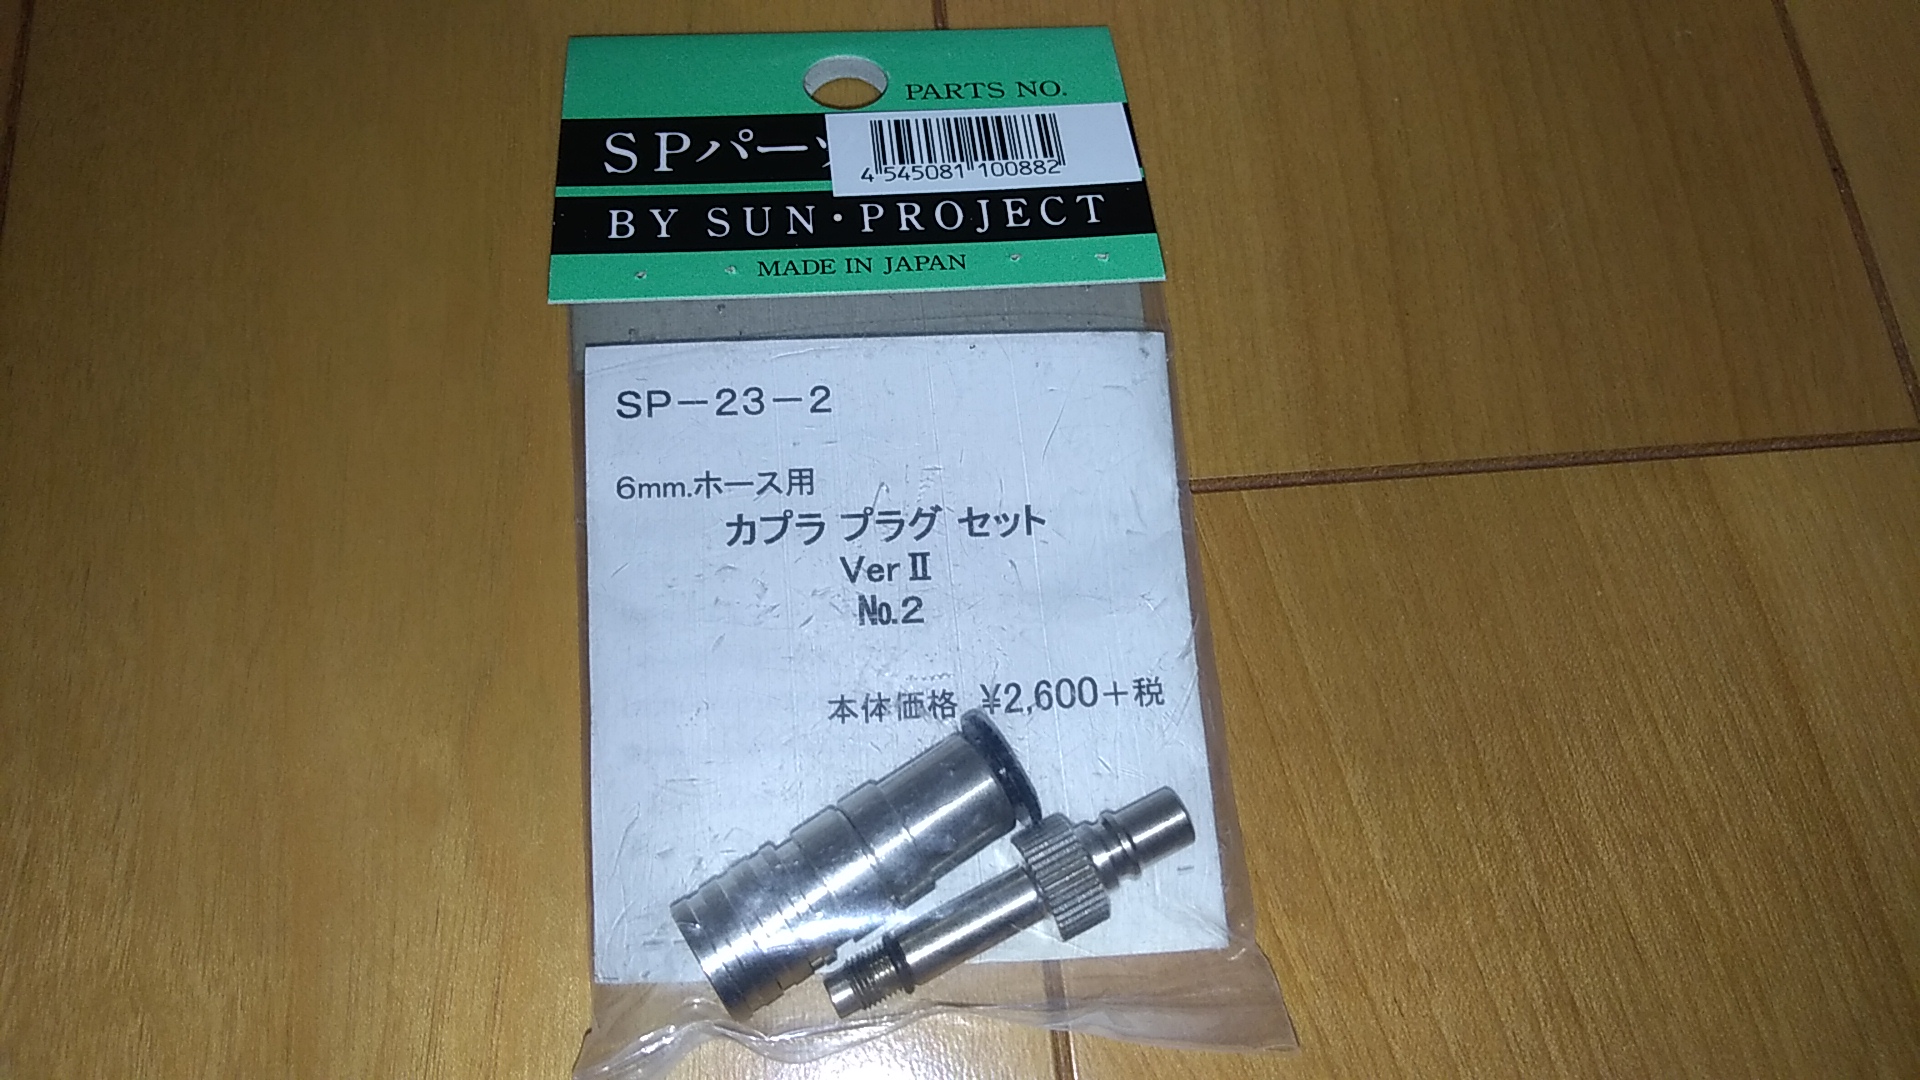 PARTS NO.
SPパーツ
4 545081 100882
BY SUN・PROJECT
MADE IN JAPAN
SP－23－2
6mm.ホース用
カプラ プラグ セット
Ver Ⅱ
№.2
本体価格 ¥2,600＋税